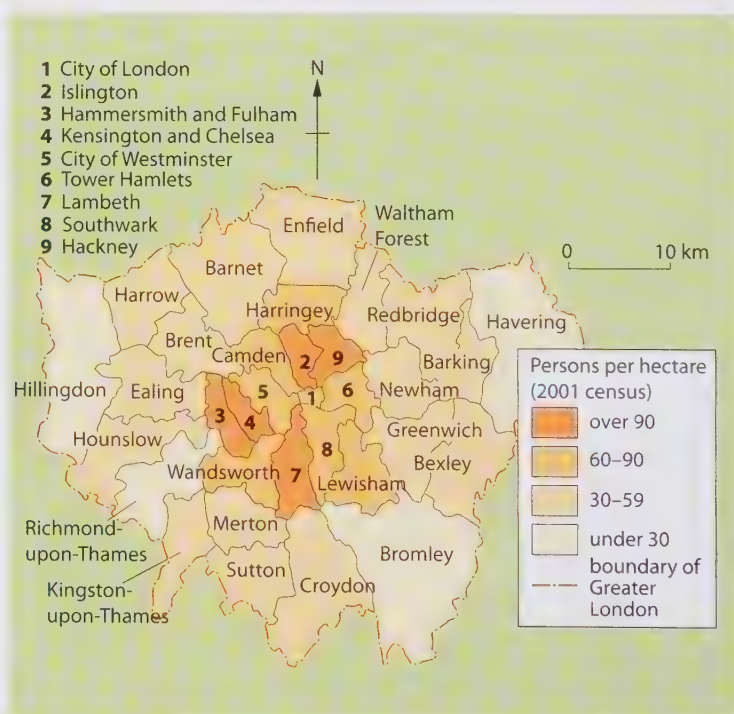 1 City of London
2 Islington
3 Hammersmith and Fulham
4 Kensington and Chelsea
5 City of Westminster
6 Tower Hamlets
7 Lambeth
8 Southwark
9 Hackney
N
0 10 km
Enfield
Waltham
Forest
Barnet
Harrow
Harringey
Redbridge
Havering
Brent
Camden
2
9
Barking
Hillingdon
Ealing
5
1
6
Newham
3
4
Hounslow
Greenwich
8
Bexley
Wandsworth
7
Lewisham
Richmond-
upon-Thames
Merton
Bromley
Kingston-
upon-Thames
Sutton
Croydon
Persons per hectare
(2001 census)
over 90
60–90
30–59
under 30
boundary of
Greater
London